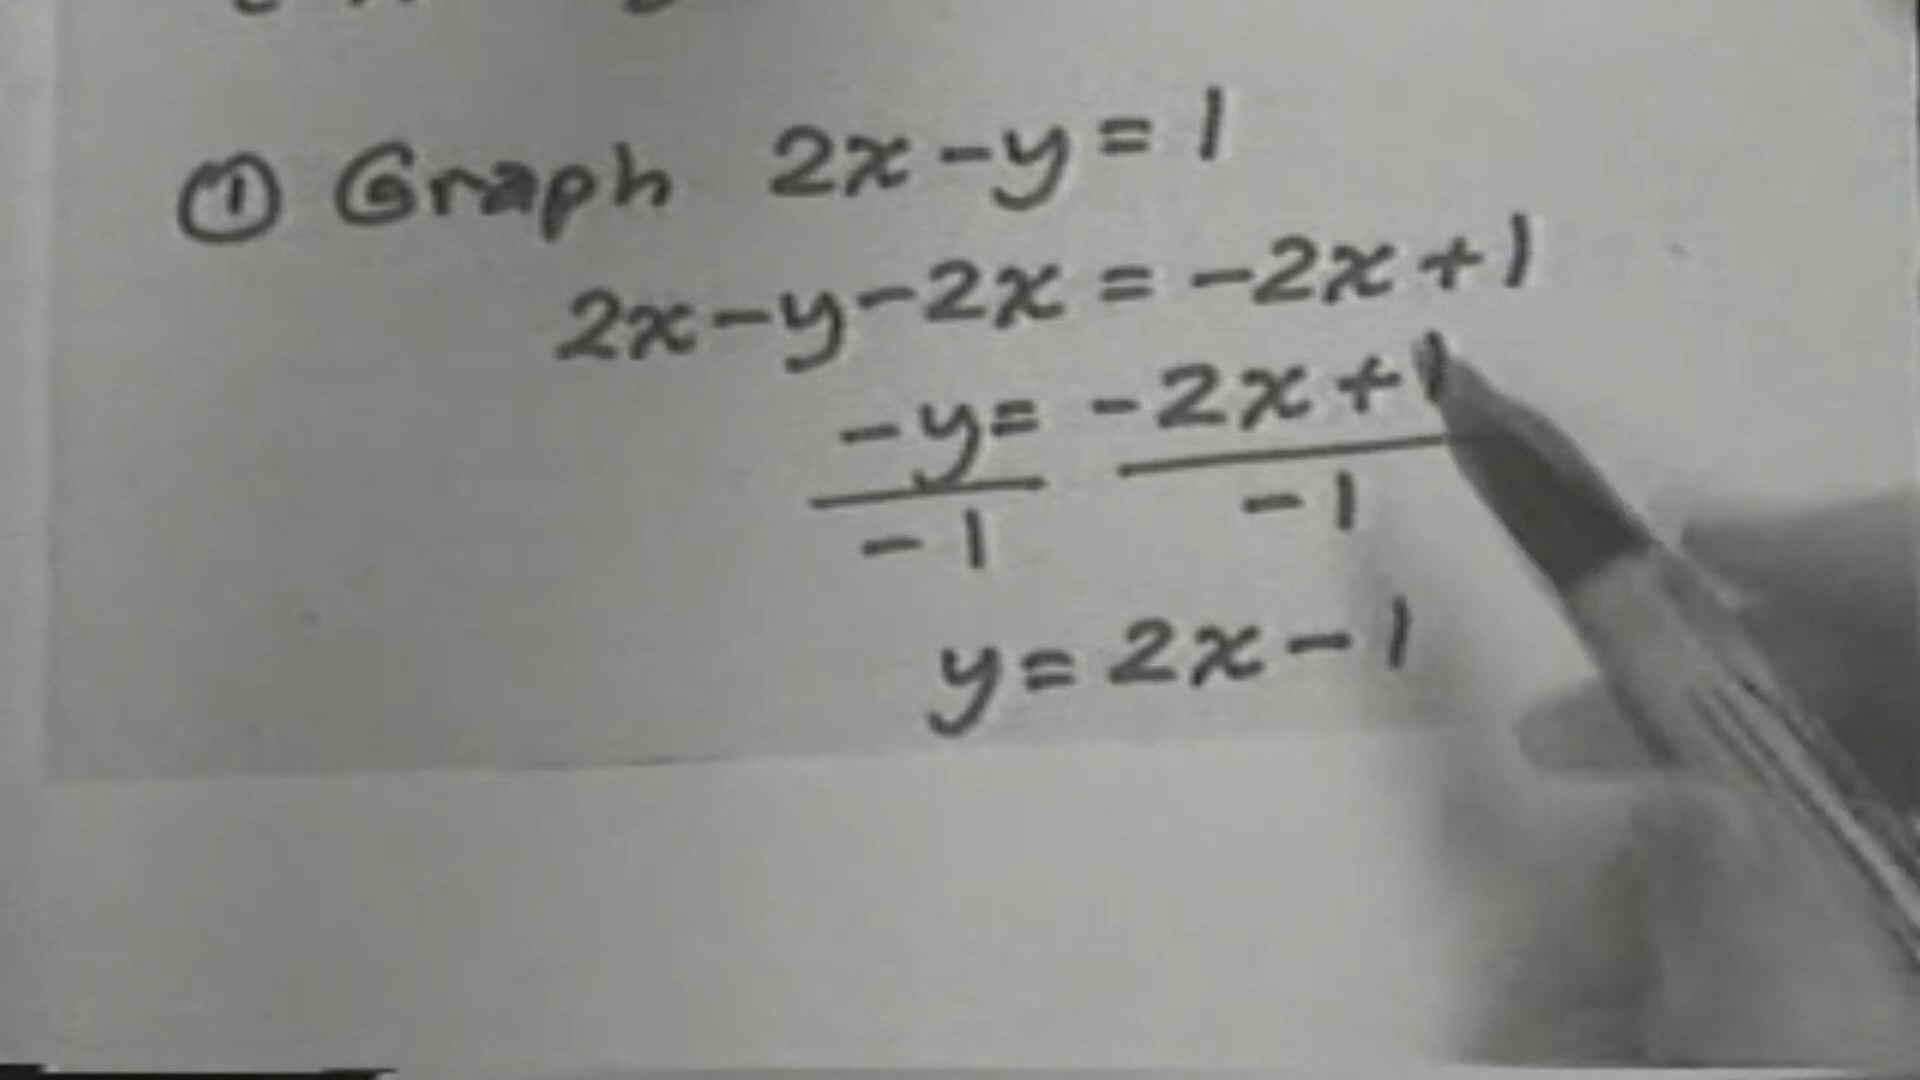 ① Graph 2x - y = 1
2x - y - 2x = -2x + 1
-y = -2x + 1
-1 -1
y = 2x - 1